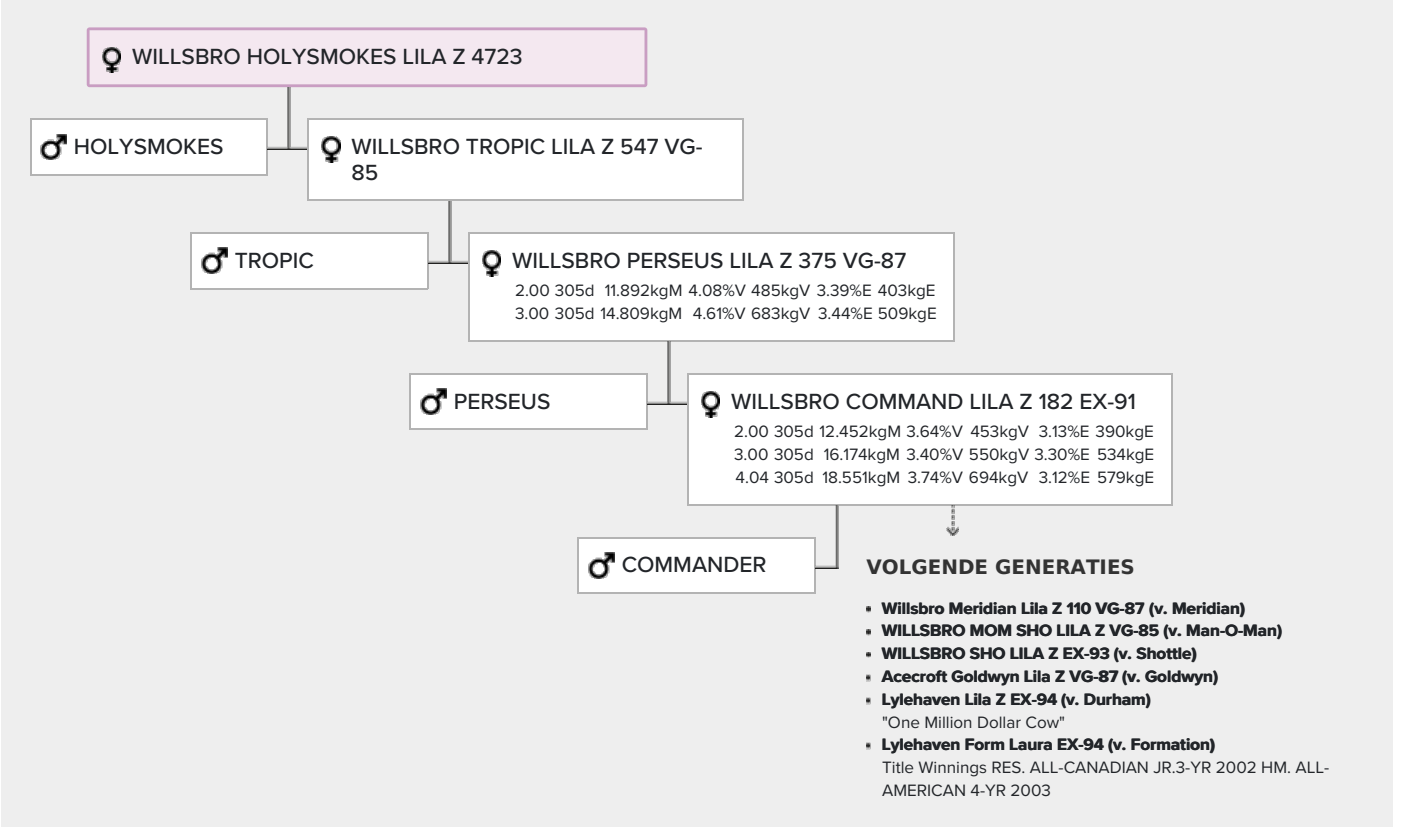 WILLSBRO HOLYSMOKES LILA Z 4723
HOLYSMOKES
WILLSBRO TROPIC LILA Z 547 VG-
85
TROPIC
WILLSBRO PERSEUS LILA Z 375 VG-87
2.00 305d 11.892kgM 4.08%V 485kgV 3.39%E 403kgE
3.00 305d 14.809kgM 4.61%V 683kgV 3.44%E 509kgE
PERSEUS
WILLSBRO COMMAND LILA Z 182 EX-91
2.00 305d 12.452kgM 3.64%V 453kgV 3.13%E 390kgE
3.00 305d 16.174kgM 3.40%V 550kgV 3.30%E 534kgE
4.04 305d 18.551kgM 3.74%V 694kgV 3.12%E 579kgE
COMMANDER
VOLGENDE GENERATIES
Willsbro Meridian Lila Z 110 VG-87 (v. Meridian)
WILLSBRO MOM SHO LILA Z VG-85 (v. Man-O-Man)
WILLSBRO SHO LILA Z EX-93 (v. Shottle)
Acecroft Goldwyn Lila Z VG-87 (v. Goldwyn)
Lylehaven Lila Z EX-94 (v. Durham)
"One Million Dollar Cow"
Lylehaven Form Laura EX-94 (v. Formation)
Title Winnings RES. ALL-CANADIAN JR.3-YR 2002 HM. ALL-
AMERICAN 4-YR 2003